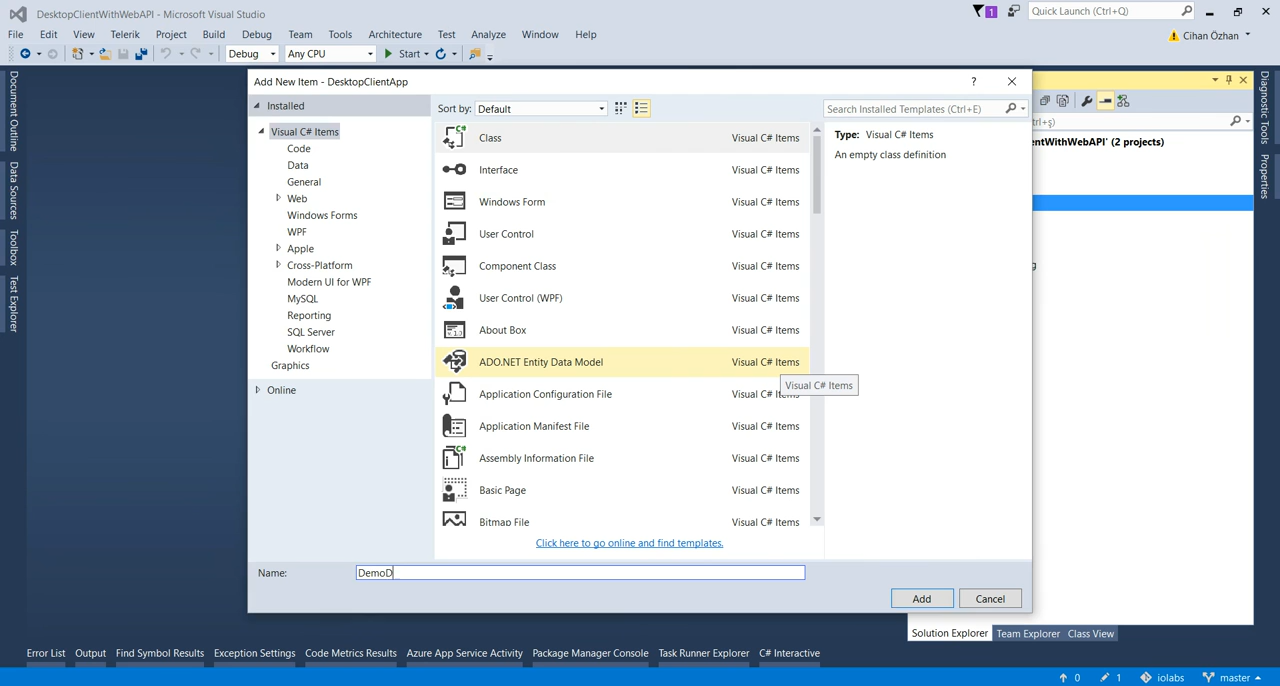 DesktopClientWithWebAPI - Microsoft Visual Studio
1
Quick Launch (Ctrl+Q)
File Edit View Telerik Project Build Debug Team Tools Architecture Test Analyze Window Help
Cihan Özhan
Debug Any CPU Start
Document Outline
Data Sources
Toolbox
Test Explorer
Add New Item - DesktopClientApp
?
Installed
Visual C# Items
Code
Data
General
Web
Windows Forms
WPF
Apple
Cross-Platform
Modern UI for WPF
MySQL
Reporting
SQL Server
Workflow
Graphics
Online
Sort by: Default
Search Installed Templates (Ctrl+E)
Class Visual C# Items
Interface Visual C# Items
Windows Form Visual C# Items
User Control Visual C# Items
Component Class Visual C# Items
User Control (WPF) Visual C# Items
About Box Visual C# Items
ADO.NET Entity Data Model Visual C# Items
Visual C# Items
Application Configuration File Visual C# Items
Application Manifest File Visual C# Items
Assembly Information File Visual C# Items
Basic Page Visual C# Items
Bitmap File Visual C# Items
Click here to go online and find templates.
Type: Visual C# Items
An empty class definition
Name: DemoD
Add Cancel
trl+ş)
entWithWebAPI' (2 projects)
g
Diagnostic Tools
Properties
Solution Explorer Team Explorer Class View
Error List Output Find Symbol Results Exception Settings Code Metrics Results Azure App Service Activity Package Manager Console Task Runner Explorer C# Interactive
0 1 iolabs master